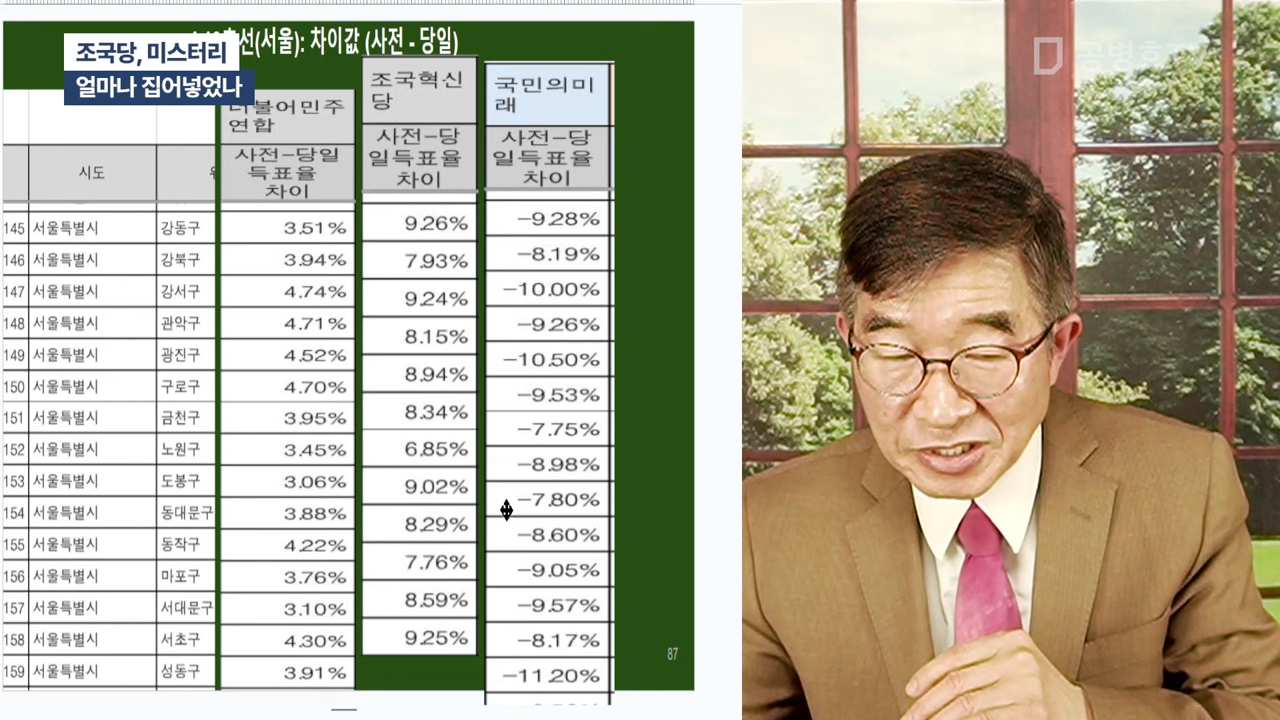 선(서울): 차이값 (사전 - 당일)
조국당, 미스터리
얼마나 집어넣었나
더불어민주
연합
조국혁신
당
국민의미
래
시도
사전-당일
득표율
차이
사전-당
일득표율
차이
사전-당
일득표율
차이
145 서울특별시 강동구 3.51% 9.26% -9.28%
146 서울특별시 강북구 3.94% 7.93% -8.19%
147 서울특별시 강서구 4.74% 9.24% -10.00%
148 서울특별시 관악구 4.71% 8.15% -9.26%
149 서울특별시 광진구 4.52% 8.94% -10.50%
150 서울특별시 구로구 4.70% 8.34% -9.53%
151 서울특별시 금천구 3.95% 6.85% -7.75%
152 서울특별시 노원구 3.45% 9.02% -8.98%
153 서울특별시 도봉구 3.06% 8.29% -7.80%
154 서울특별시 동대문구 3.88% 7.76% -8.60%
155 서울특별시 동작구 4.22% 8.59% -9.05%
156 서울특별시 마포구 3.76% 9.25% -9.57%
157 서울특별시 서대문구 3.10% -8.17%
158 서울특별시 서초구 4.30% -11.20%
159 서울특별시 성동구 3.91%
87
공병호